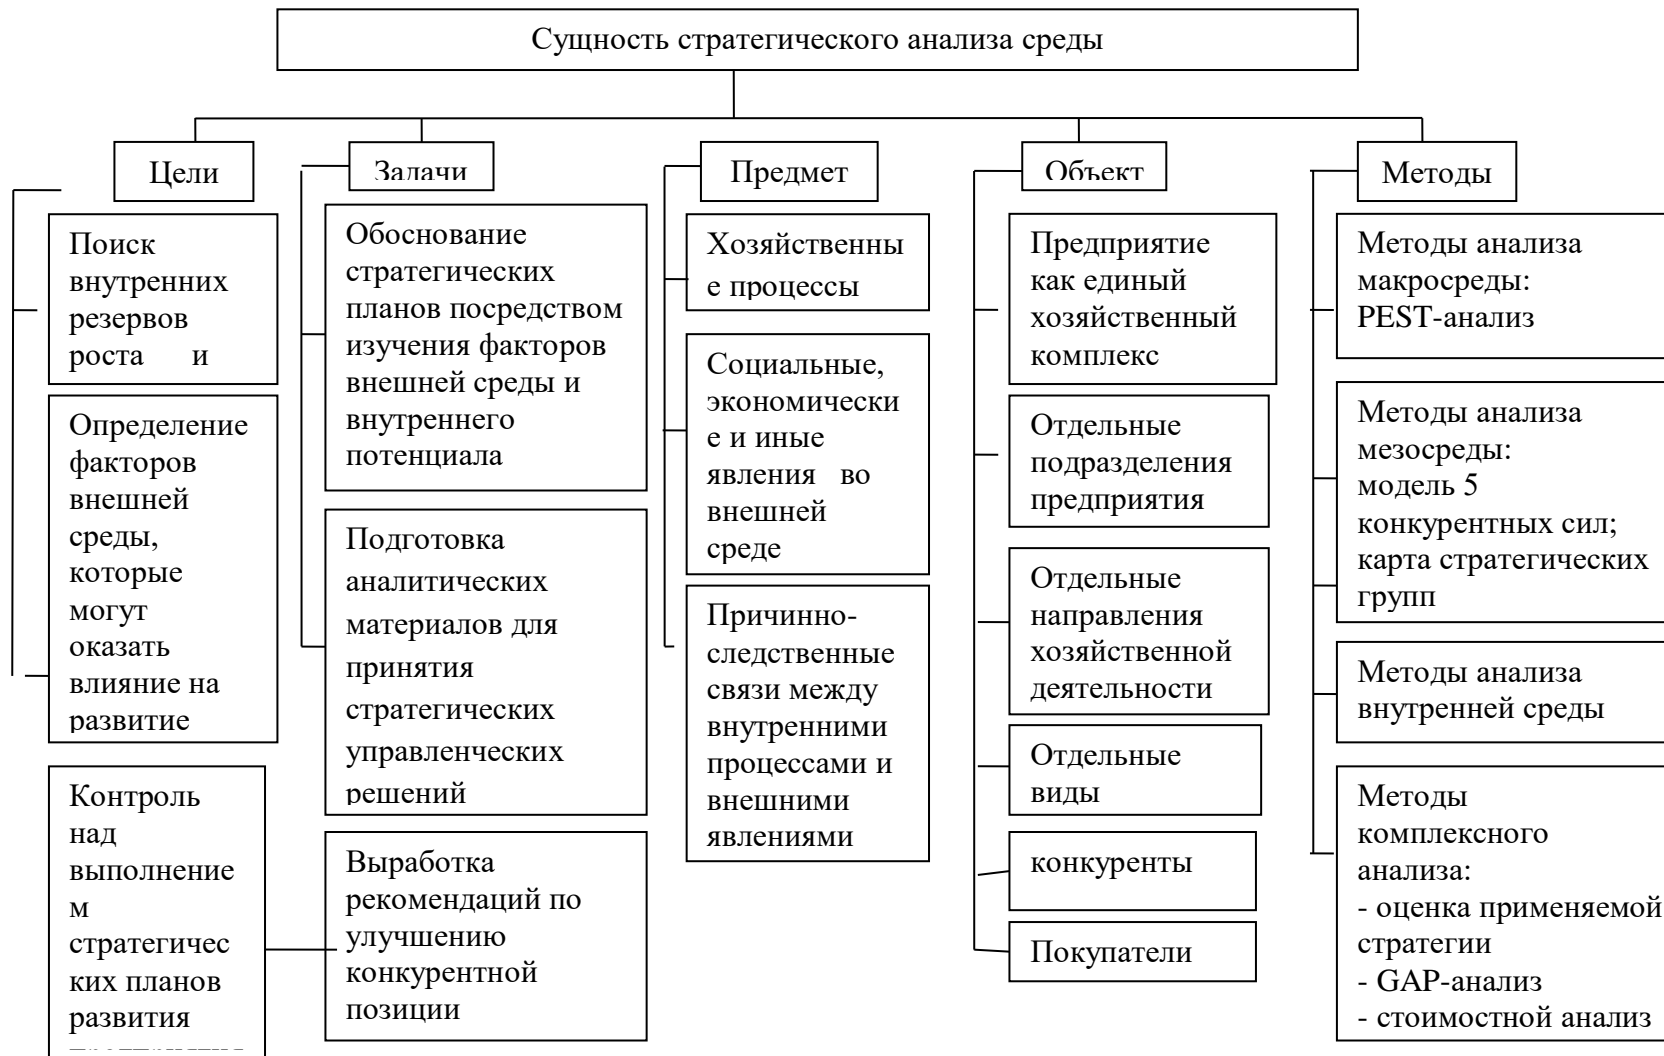 Сущность стратегического анализа среды
Цели
Задачи
Предмет
Объект
Методы
Поиск
внутренних
резервов
роста и
Определение
факторов
внешней
среды,
которые
могут
оказать
влияние на
развитие
Контроль
над
выполнение
м
стратегичес
ких планов
развития
Обоснование
стратегических
планов посредством
изучения факторов
внешней среды и
внутреннего
потенциала
Подготовка
аналитических
материалов для
принятия
стратегических
управленческих
решений
Выработка
рекомендаций по
улучшению
конкурентной
позиции
Хозяйственны
е процессы
Социальные,
экономически
е и иные
явления во
внешней
среде
Причинно-
следственные
связи между
внутренними
процессами и
внешними
явлениями
Предприятие
как единый
хозяйственный
комплекс
Отдельные
подразделения
предприятия
Отдельные
направления
хозяйственной
деятельности
Отдельные
виды
конкуренты
Покупатели
Методы анализа
макросреды:
PEST-анализ
Методы анализа
мезосреды:
модель 5
конкурентных сил;
карта стратегических
групп
Методы анализа
внутренней среды
Методы
комплексного
анализа:
- оценка применяемой
стратегии
- GAP-анализ
- стоимостной анализ